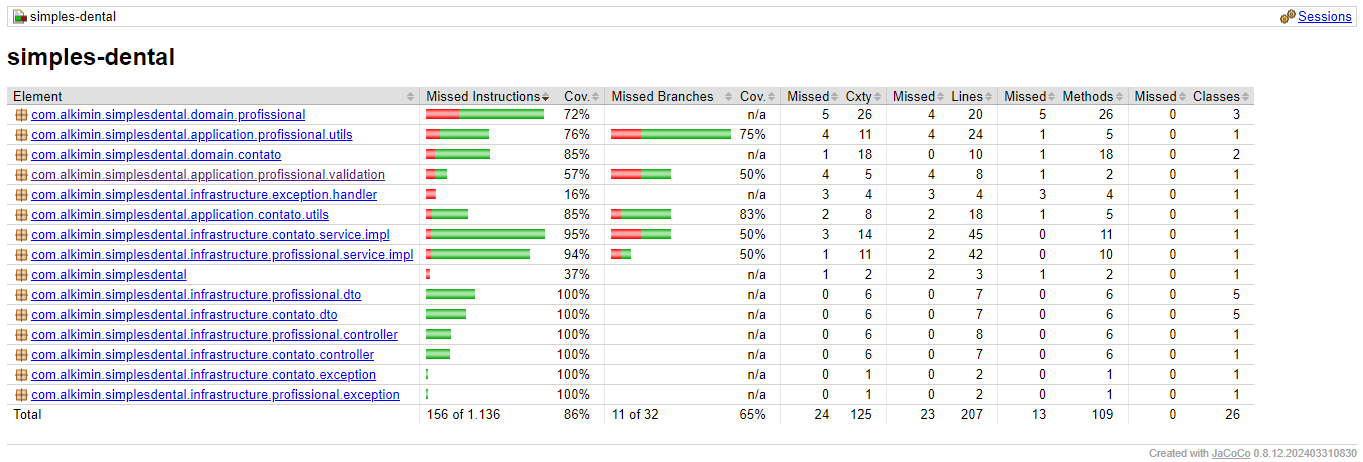 simples-dental Sessions
simples-dental
Element Missed Instructions Cov. Missed Branches Cov. Missed Cxty Missed Lines Missed Methods Missed Classes
com.alkimin.simplesdental.domain.profissional 72% n/a 5 26 4 20 5 26 0 3
com.alkimin.simplesdental.application.profissional.utils 76% 75% 4 11 4 24 1 5 0 1
com.alkimin.simplesdental.domain.contato 85% n/a 1 18 0 10 1 18 0 2
com.alkimin.simplesdental.application.profissional.validation 57% 50% 4 5 4 8 1 2 0 1
com.alkimin.simplesdental.infrastructure.exception.handler 16% n/a 3 4 3 4 3 4 0 1
com.alkimin.simplesdental.application.contato.utils 85% 83% 2 8 2 18 1 5 0 1
com.alkimin.simplesdental.infrastructure.contato.service.impl 95% 50% 3 14 2 45 0 11 0 1
com.alkimin.simplesdental.infrastructure.profissional.service.impl 94% 50% 1 11 2 42 0 10 0 1
com.alkimin.simplesdental 37% n/a 1 2 2 3 1 2 0 1
com.alkimin.simplesdental.infrastructure.profissional.dto 100% n/a 0 6 0 7 0 6 0 5
com.alkimin.simplesdental.infrastructure.contato.dto 100% n/a 0 6 0 7 0 6 0 5
com.alkimin.simplesdental.infrastructure.profissional.controller 100% n/a 0 6 0 8 0 6 0 1
com.alkimin.simplesdental.infrastructure.contato.controller 100% n/a 0 6 0 7 0 6 0 1
com.alkimin.simplesdental.infrastructure.contato.exception 100% n/a 0 1 0 2 0 1 0 1
com.alkimin.simplesdental.infrastructure.profissional.exception 100% n/a 0 1 0 2 0 1 0 1
Total 156 of 1.136 86% 11 of 32 65% 24 125 23 207 13 109 0 26
Created with JaCoCo 0.8.12.202403310830